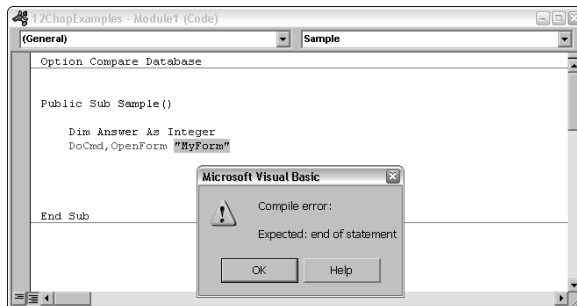 12ChapExamples - Module1 (Code)
(General) Sample
Option Compare Database
Public Sub Sample()
Dim Answer As Integer
DoCmd,OpenForm "MyForm"
End Sub
Microsoft Visual Basic
Compile error:
Expected: end of statement
OK Help